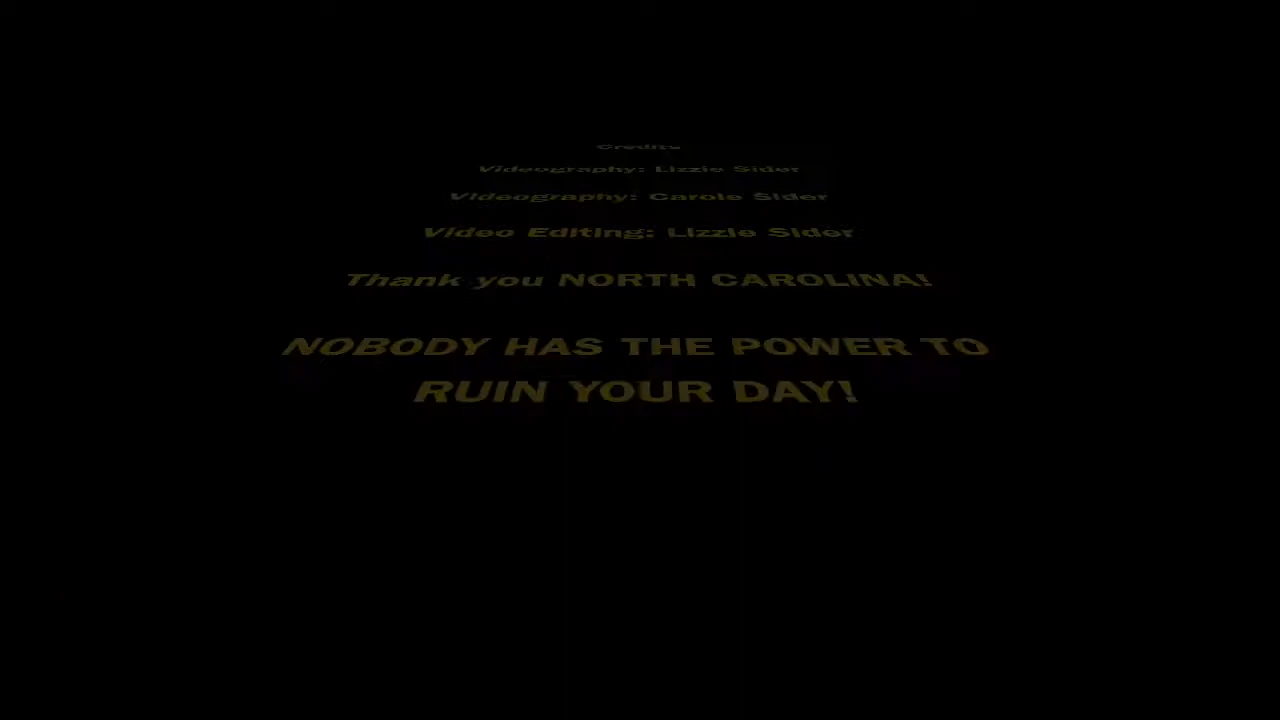 Credits
Videography: Lizzie Sider
Videography: Carole Sider
Video Editing: Lizzie Sider
Thank you NORTH CAROLINA!
NOBODY HAS THE POWER TO
RUIN YOUR DAY!